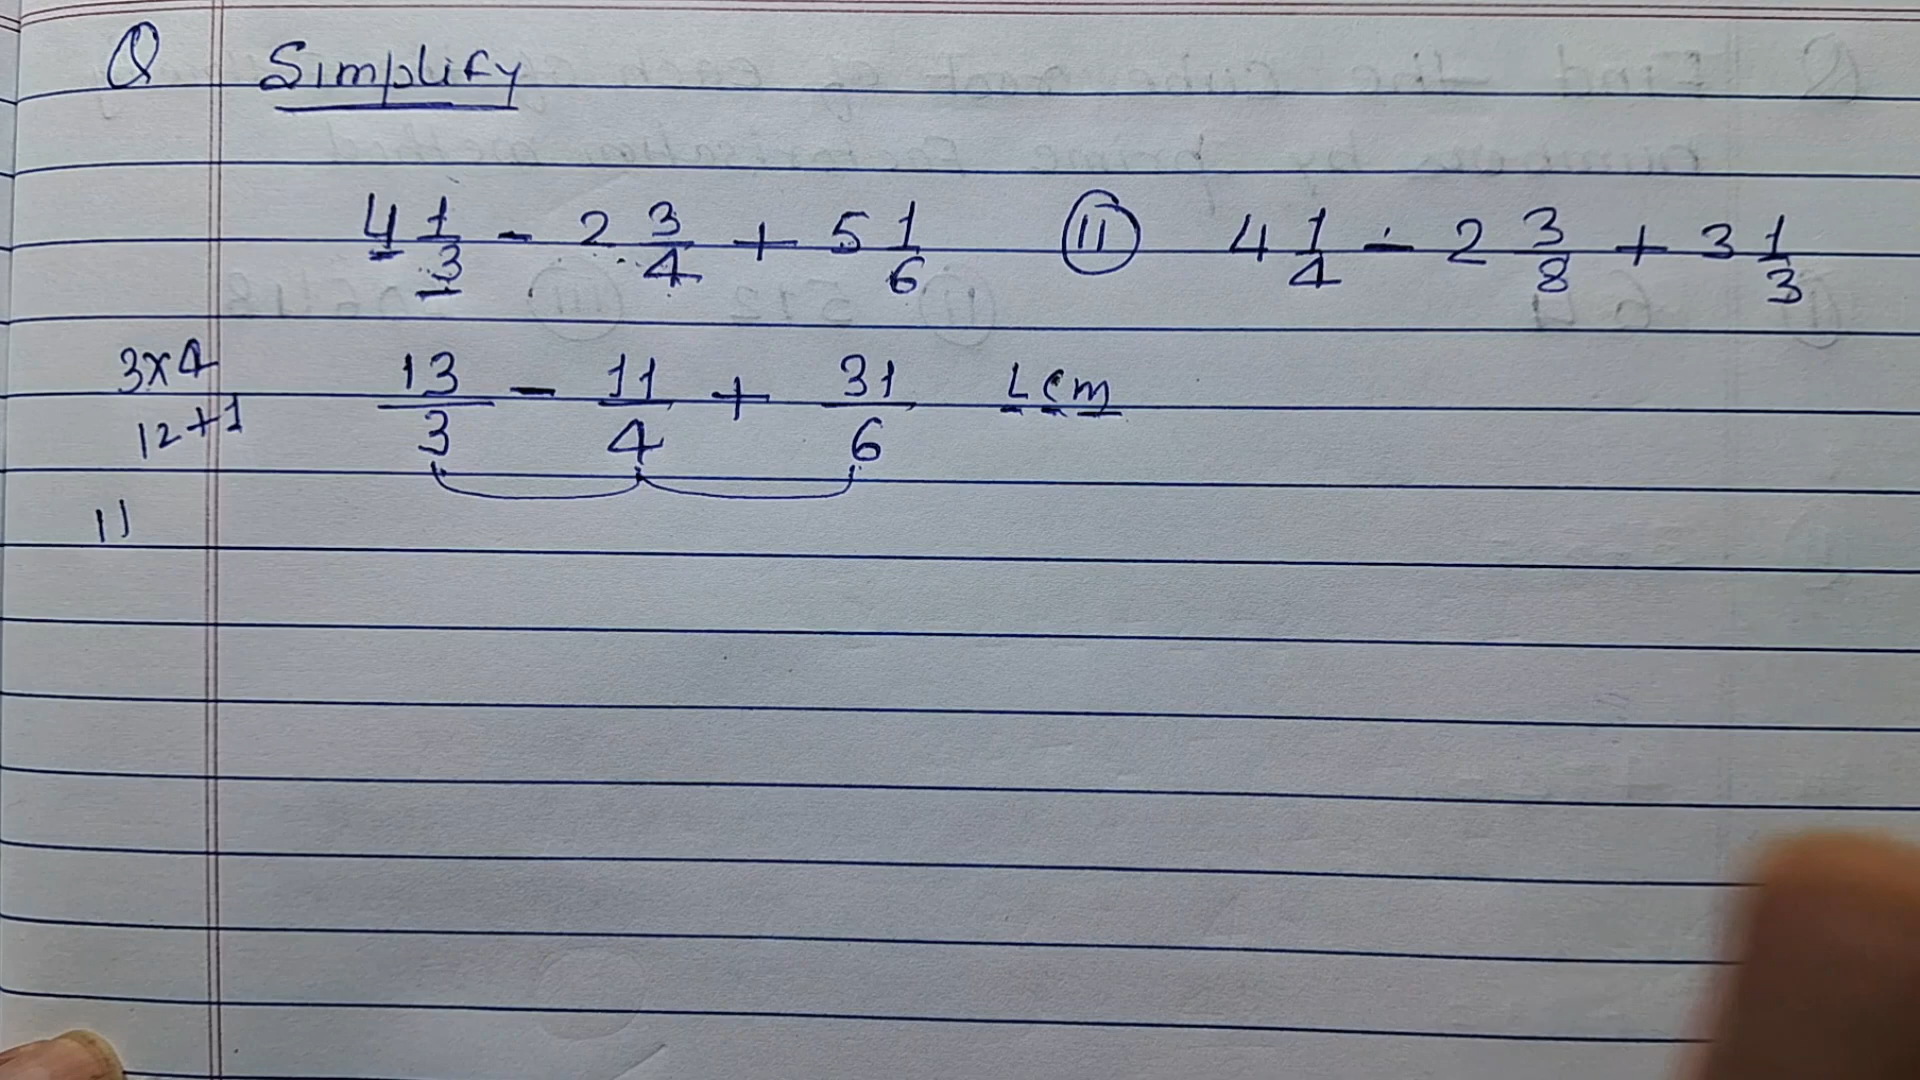 Q Simplify
4 1/3 - 2 3/4 + 5 1/6 (11) 4 1/4 - 2 3/8 + 3 1/3
3x4 13/3 - 11/4 + 31/6 Lcm
12+1
11